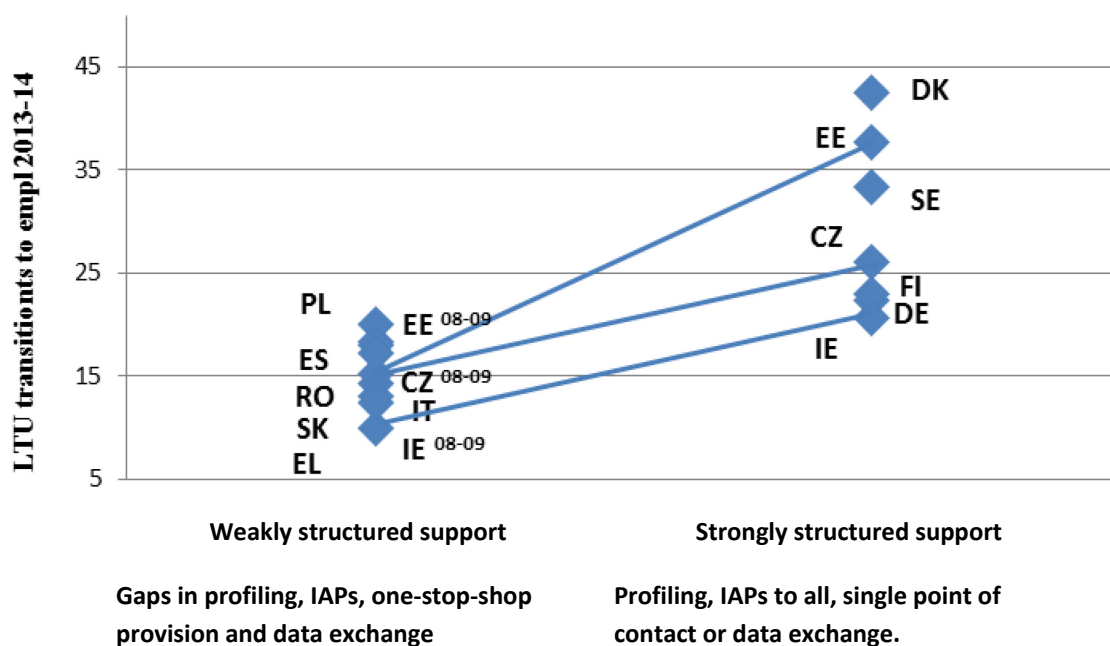 LTU transitionts to empl 2013-14
45
35
25
15
5
DK
EE
SE
CZ
FI
DE
IE
PL
EE 08-09
ES
CZ 08-09
RO
IT
SK
IE 08-09
EL
Weakly structured support
Strongly structured support
Gaps in profiling, IAPs, one-stop-shop
provision and data exchange
Profiling, IAPs to all, single point of
contact or data exchange.